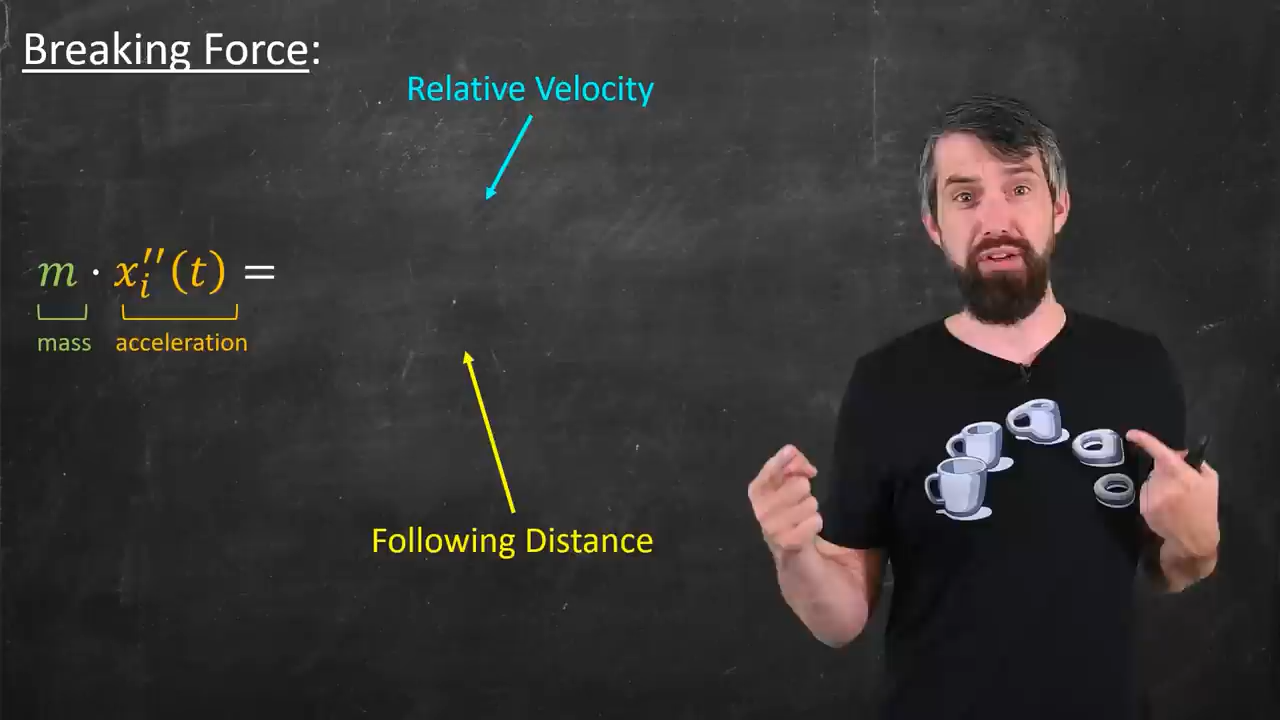 Breaking Force:
Relative Velocity
m · x_i''(t) =
mass acceleration
Following Distance